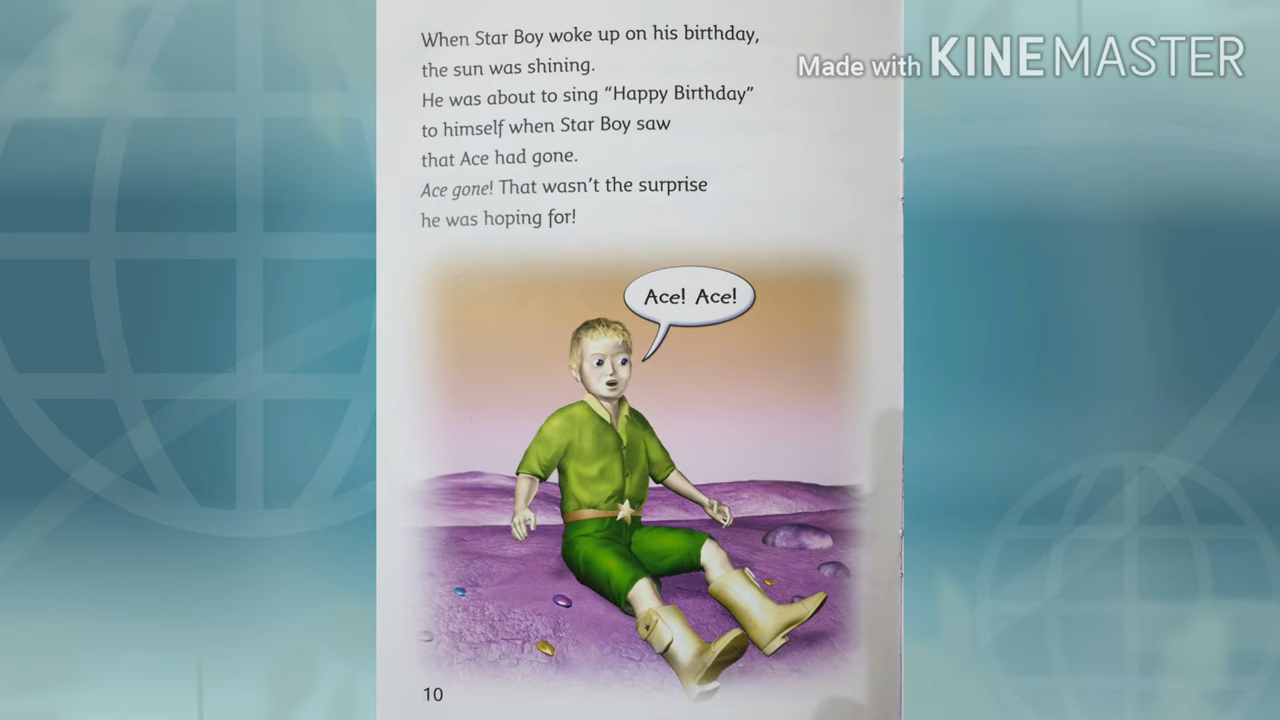 When Star Boy woke up on his birthday,
the sun was shining.
He was about to sing “Happy Birthday”
to himself when Star Boy saw
that Ace had gone.
Ace gone! That wasn’t the surprise
he was hoping for!
Ace! Ace!
10
Made with KINEMASTER